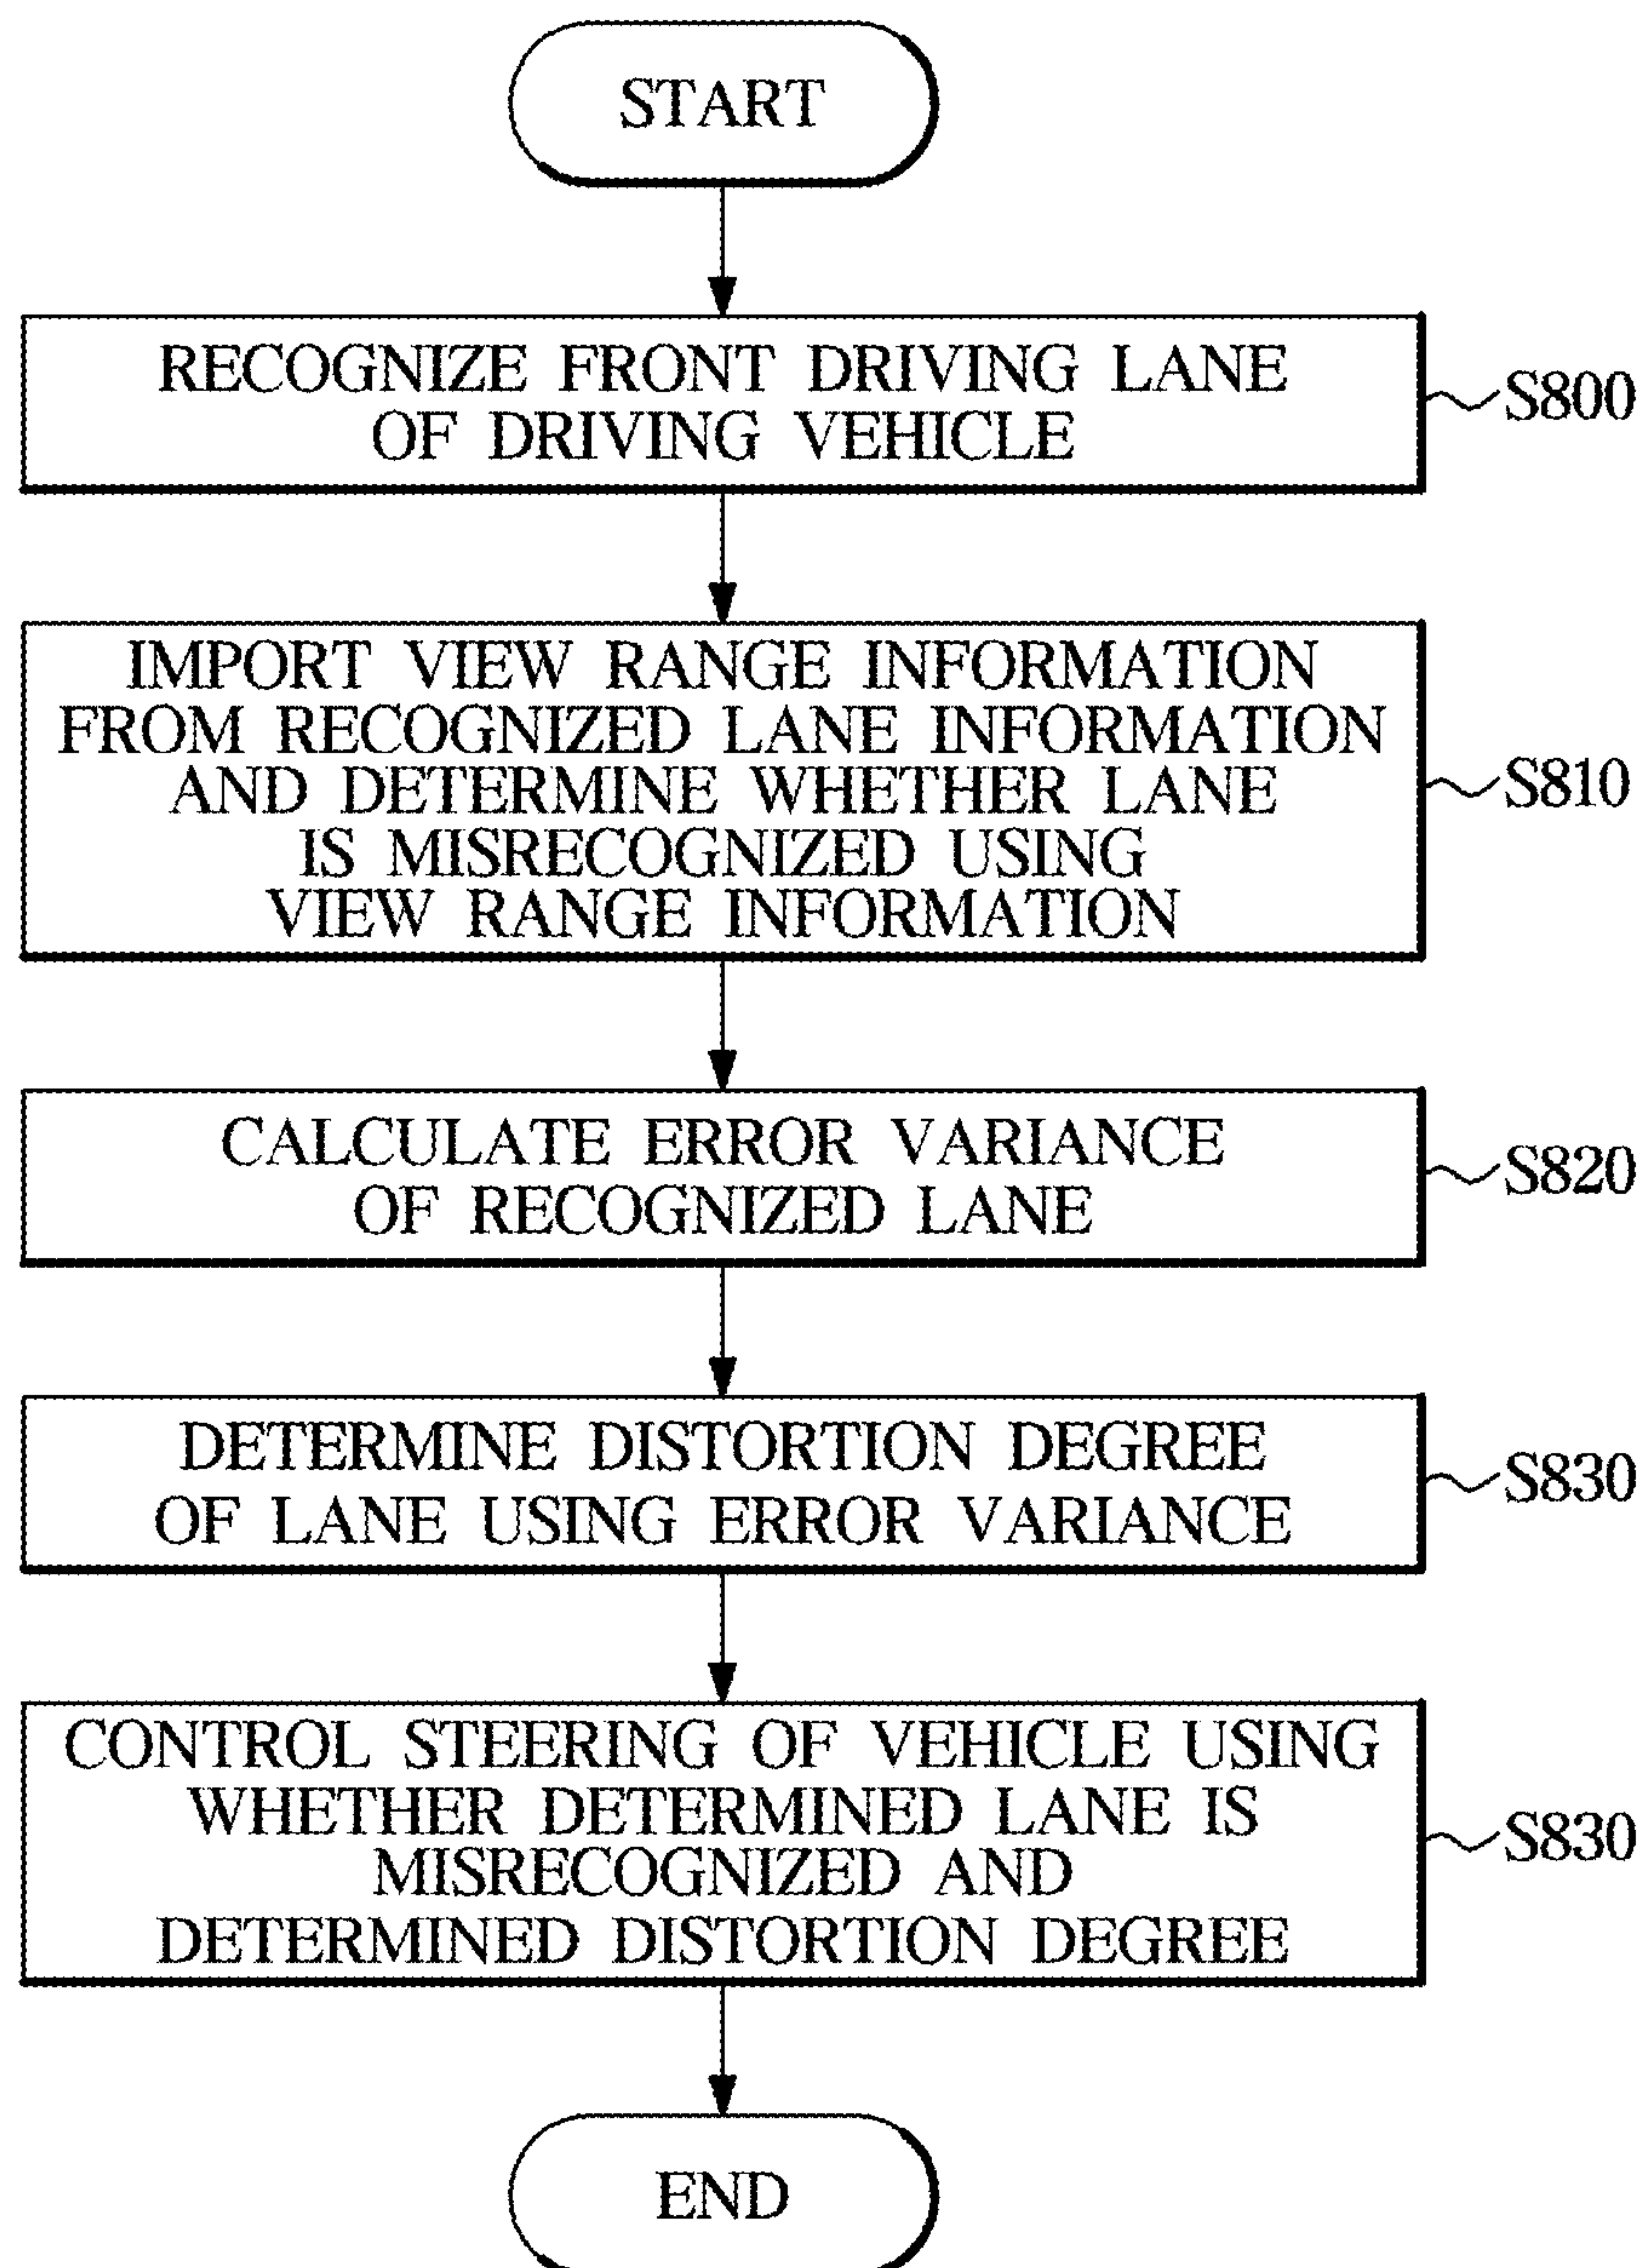 START
RECOGNIZE FRONT DRIVING LANE
OF DRIVING VEHICLE
S800
IMPORT VIEW RANGE INFORMATION
FROM RECOGNIZED LANE INFORMATION
AND DETERMINE WHETHER LANE
IS MISRECOGNIZED USING
VIEW RANGE INFORMATION
S810
CALCULATE ERROR VARIANCE
OF RECOGNIZED LANE
S820
DETERMINE DISTORTION DEGREE
OF LANE USING ERROR VARIANCE
S830
CONTROL STEERING OF VEHICLE USING
WHETHER DETERMINED LANE IS
MISRECOGNIZED AND
DETERMINED DISTORTION DEGREE
S830
END